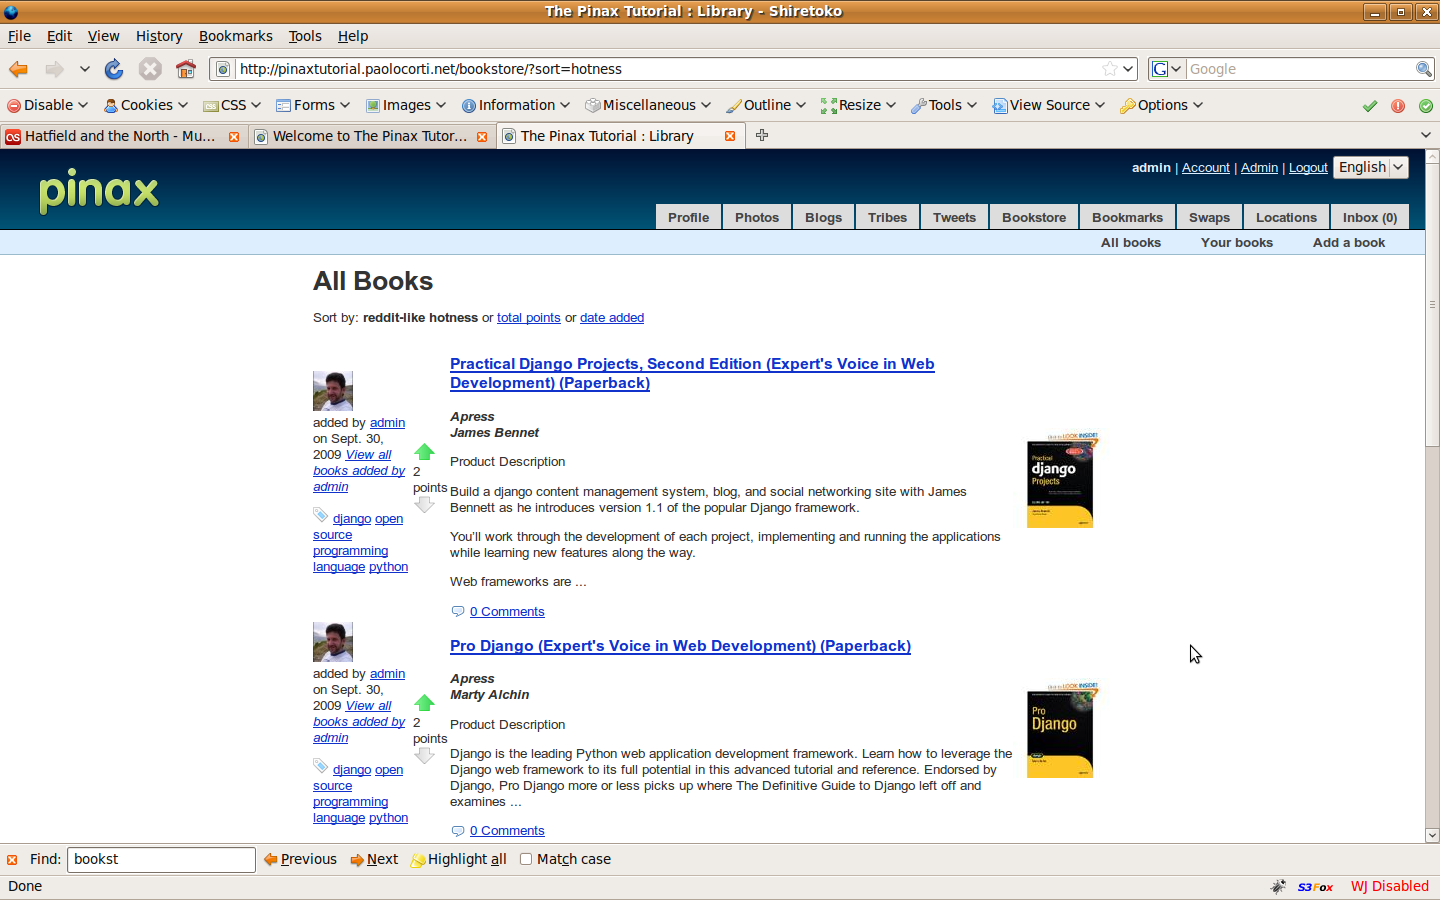 The Pinax Tutorial : Library - Shiretoko
File Edit View History Bookmarks Tools Help
http://pinaxtutorial.paolocorti.net/bookstore/?sort=hotness
G Google
Disable Cookies CSS Forms Images Information Miscellaneous Outline Resize Tools View Source Options
Hatfield and the North - Mu... Welcome to The Pinax Tutor... The Pinax Tutorial : Library
admin | Account | Admin | Logout English
pinax
Profile Photos Blogs Tribes Tweets Bookstore Bookmarks Swaps Locations Inbox (0)
All books Your books Add a book
All Books
Sort by: reddit-like hotness or total points or date added
added by admin
on Sept. 30,
2009 View all
books added by
admin
django open
source
programming
language python
2
points
Practical Django Projects, Second Edition (Expert's Voice in Web
Development) (Paperback)
Apress
James Bennet
Product Description
Build a django content management system, blog, and social networking site with James
Bennett as he introduces version 1.1 of the popular Django framework.
You'll work through the development of each project, implementing and running the applications
while learning new features along the way.
Web frameworks are ...
0 Comments
LOOK INSIDE!
Practical
django
Projects
added by admin
on Sept. 30,
2009 View all
books added by
admin
django open
source
programming
language python
2
points
Pro Django (Expert's Voice in Web Development) (Paperback)
Apress
Marty Alchin
Product Description
Django is the leading Python web application development framework. Learn how to leverage the
Django web framework to its full potential in this advanced tutorial and reference. Endorsed by
Django, Pro Django more or less picks up where The Definitive Guide to Django left off and
examines ...
0 Comments
LOOK INSIDE!
Pro
Django
Find: bookst Previous Next Highlight all Match case
Done S3Fox WJ Disabled